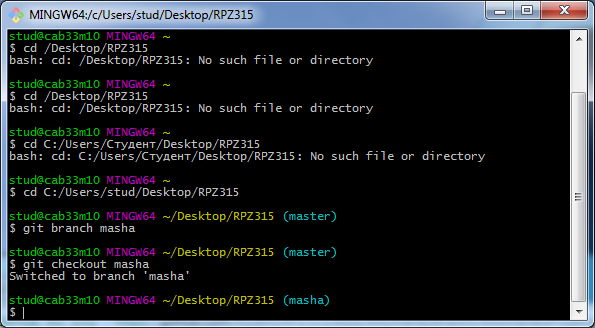 MINGW64:/c/Users/stud/Desktop/RPZ315
stud@cab33m10 MINGW64 ~
$ cd /Desktop/RPZ315
bash: cd: /Desktop/RPZ315: No such file or directory
stud@cab33m10 MINGW64 ~
$ cd /Desktop/RPZ315
bash: cd: /Desktop/RPZ315: No such file or directory
stud@cab33m10 MINGW64 ~
$ cd C:/Users/Студент/Desktop/RPZ315
bash: cd: C:/Users/Студент/Desktop/RPZ315: No such file or directory
stud@cab33m10 MINGW64 ~
$ cd C:/Users/stud/Desktop/RPZ315
stud@cab33m10 MINGW64 ~/Desktop/RPZ315 (master)
$ git branch masha
stud@cab33m10 MINGW64 ~/Desktop/RPZ315 (master)
$ git checkout masha
Switched to branch 'masha'
stud@cab33m10 MINGW64 ~/Desktop/RPZ315 (masha)
$